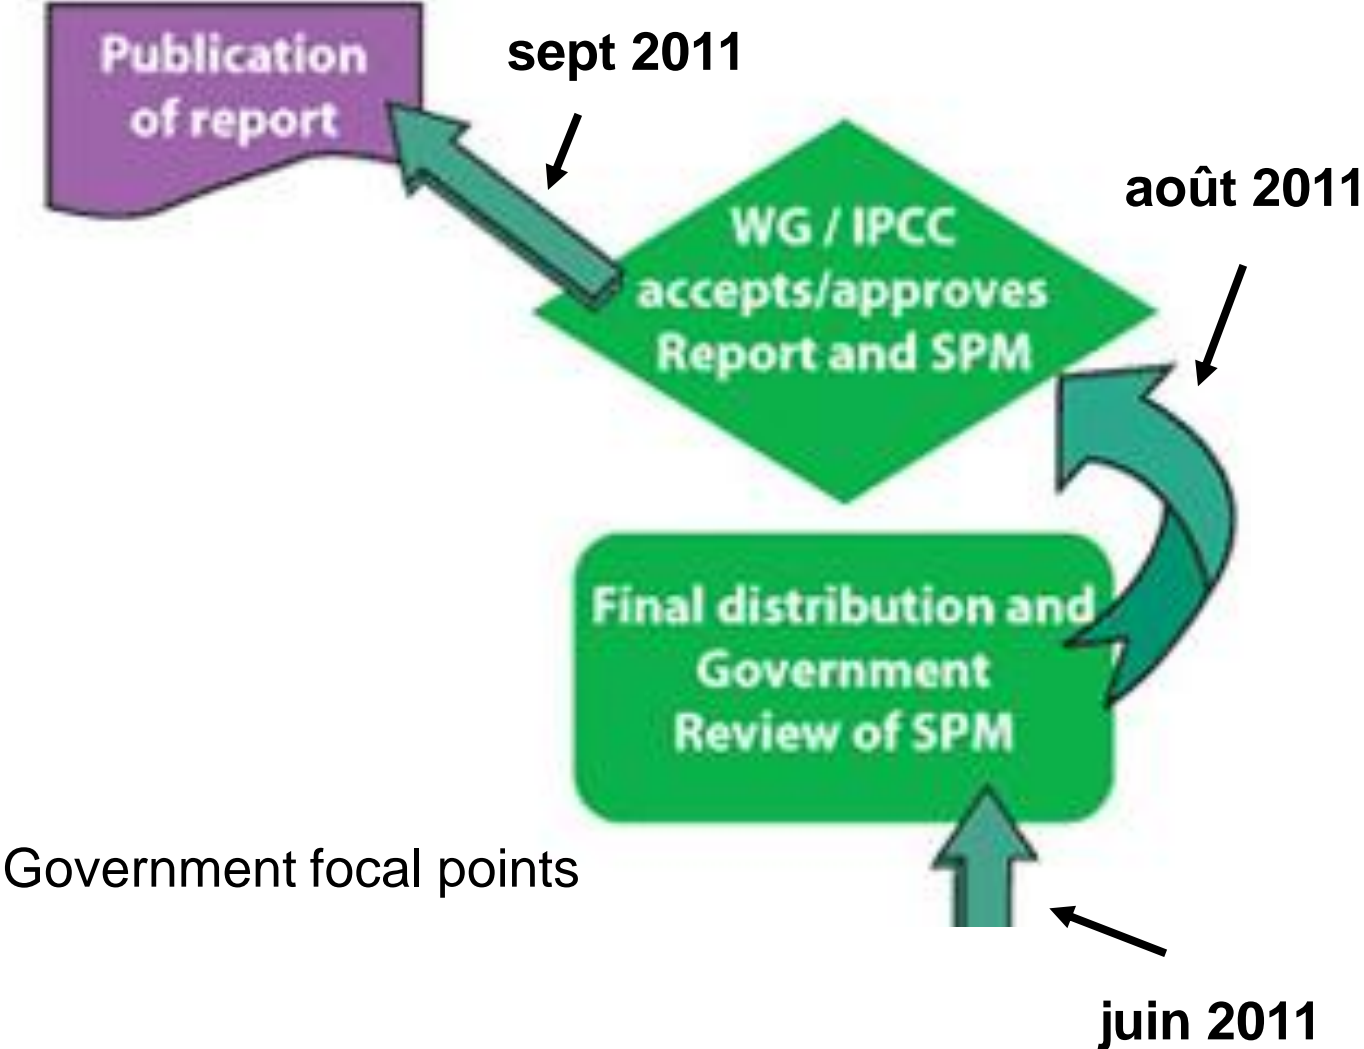 Publication
of report
sept 2011
août 2011
WG / IPCC
accepts/approves
Report and SPM
Final distribution and
Government
Review of SPM
Government focal points
juin 2011